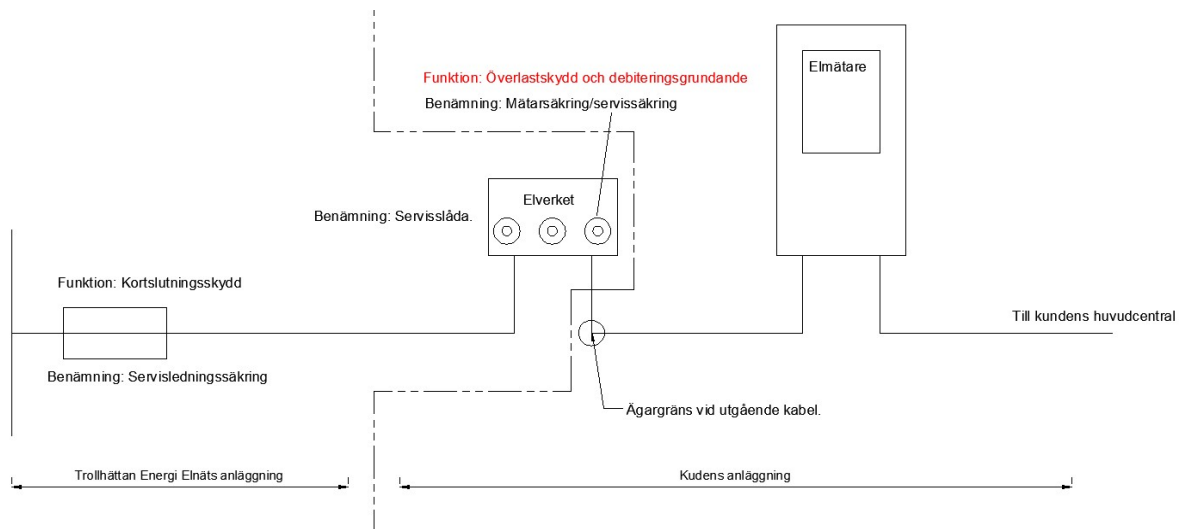 Funktion: Överlastskydd och debiteringsgrundande
Benämning: Mätarsäkring/servissäkring
Elmätare
Elverket
Benämning: Servisslåda.
Funktion: Kortslutningsskydd
Benämning: Servisledningssäkring
Till kundens huvudcentral
Ägargräns vid utgående kabel.
Trollhättan Energi Elnäts anläggning
Kudens anläggning